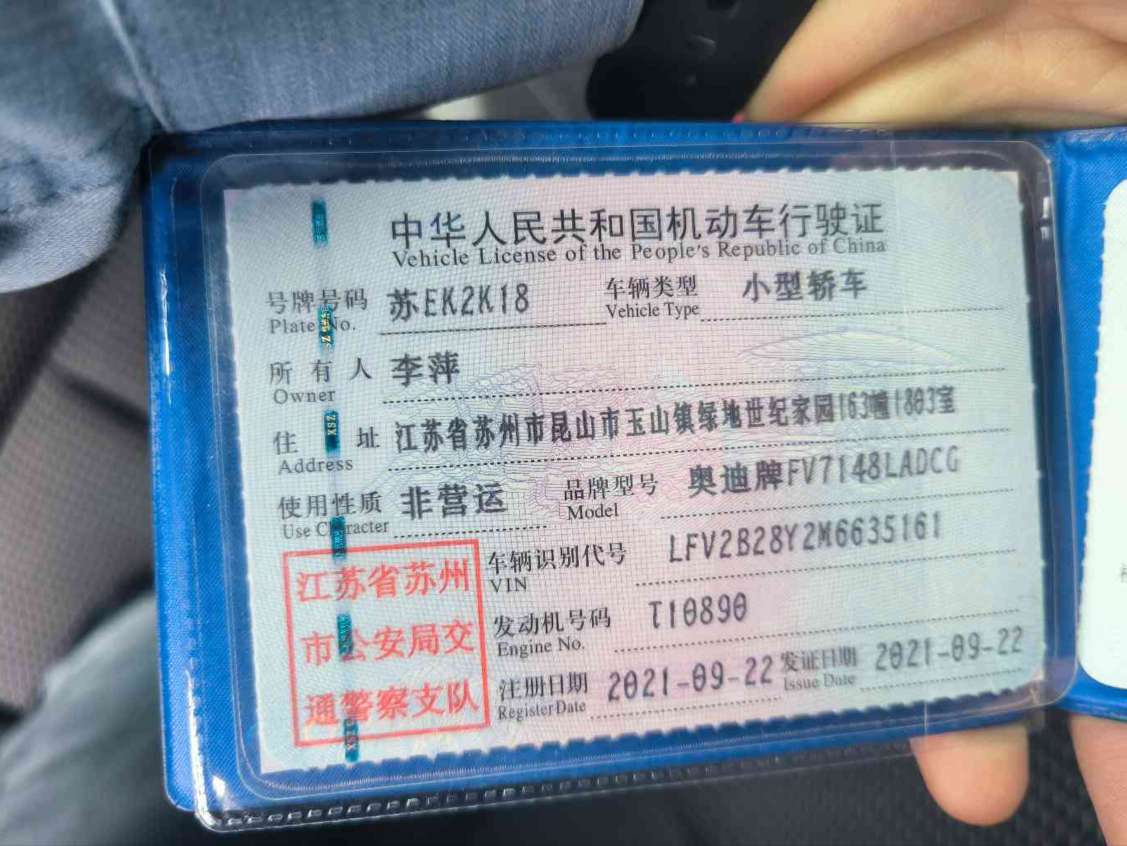 中华人民共和国机动车行驶证
Vehicle License of the People's Republic of China
号牌号码 苏EK2K18 车辆类型 小型轿车
Plate No. Vehicle Type
所有人 李萍
Owner
住址 江苏省苏州市昆山市玉山镇绿地世纪家园163幢1803室
Address
使用性质 非营运 品牌型号 奥迪牌FV7148LADCG
Use Character Model
车辆识别代号 LFV2B28Y2M6635161
VIN
发动机号码 T10890
Engine No.
注册日期 2021-09-22 发证日期 2021-09-22
Register Date Issue Date
江苏省苏州
市公安局交
通警察支队